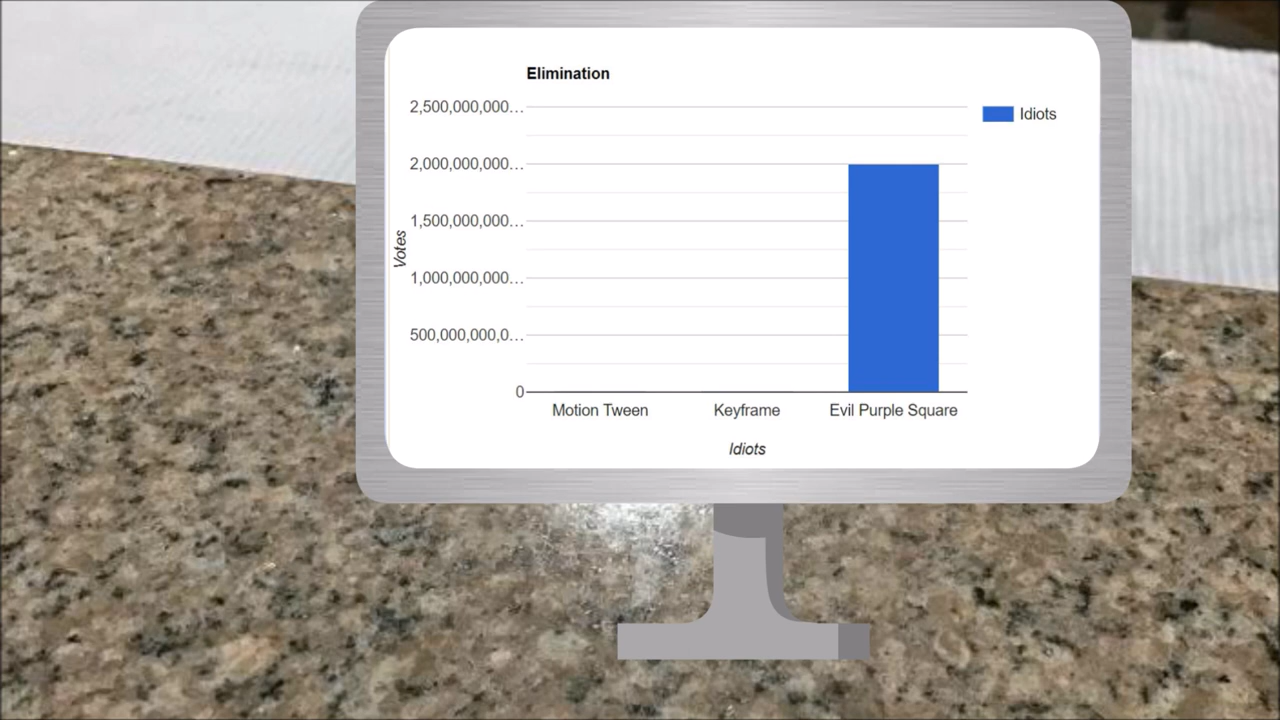 Elimination
2,500,000,000…
2,000,000,000…
1,500,000,000…
1,000,000,000…
500,000,000,0…
0
Votes
Motion Tween
Keyframe
Evil Purple Square
Idiots
Idiots